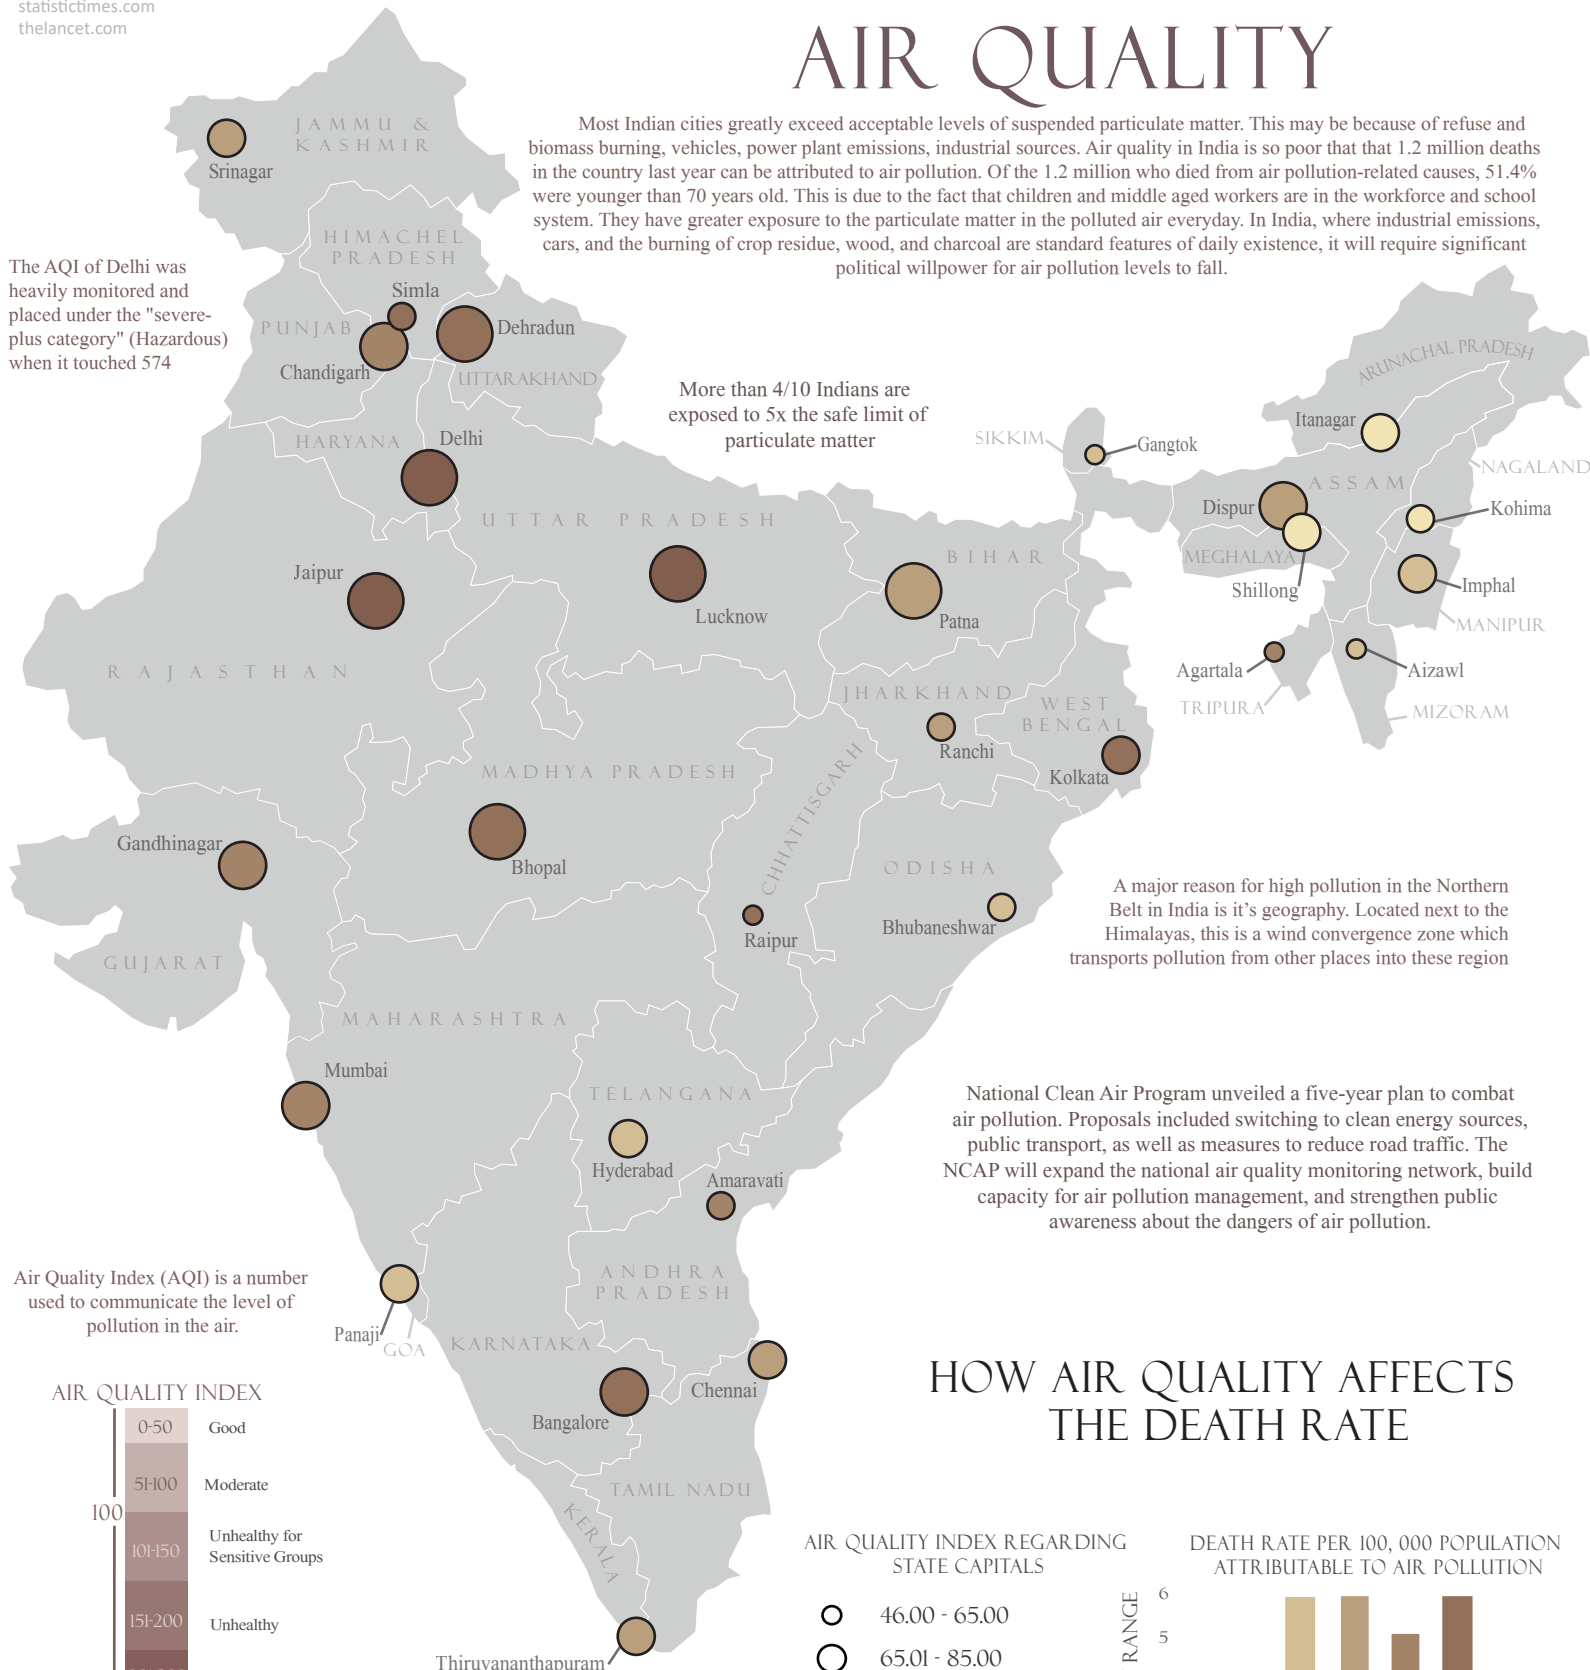 statistictimes.com
thelancet.com
AIR QUALITY
Most Indian cities greatly exceed acceptable levels of suspended particulate matter. This may be because of refuse and
biomass burning, vehicles, power plant emissions, industrial sources. Air quality in India is so poor that that 1.2 million deaths
in the country last year can be attributed to air pollution. Of the 1.2 million who died from air pollution-related causes, 51.4%
were younger than 70 years old. This is due to the fact that children and middle aged workers are in the workforce and school
system. They have greater exposure to the particulate matter in the polluted air everyday. In India, where industrial emissions,
cars, and the burning of crop residue, wood, and charcoal are standard features of daily existence, it will require significant
political willpower for air pollution levels to fall.
JAMMU &
KASHMIR
Srinagar
HIMACHEL
PRADESH
The AQI of Delhi was
heavily monitored and
placed under the "severe-
plus category" (Hazardous)
when it touched 574
Simla
PUNJAB
Dehradun
Chandigarh
UTTARAKHAND
More than 4/10 Indians are
exposed to 5x the safe limit of
particulate matter
ARUNACHAL PRADESH
Itanagar
HARYANA
Delhi
SIKKIM
Gangtok
NAGALAND
ASSAM
Dispur
Kohima
UTTAR PRADESH
BIHAR
MEGHALAYA
Shillong
Imphal
Jaipur
Lucknow
Patna
MANIPUR
RAJASTHAN
Agartala
Aizawl
TRIPURA
MIZORAM
JHARKHAND
WEST
BENGAL
Ranchi
Kolkata
MADHYA PRADESH
CHHATTISGARH
Gandhinagar
Bhopal
ODISHA
Bhubaneshwar
Raipur
A major reason for high pollution in the Northern
Belt in India is it’s geography. Located next to the
Himalayas, this is a wind convergence zone which
transports pollution from other places into these region
GUJARAT
MAHARASHTRA
Mumbai
TELANGANA
Hyderabad
Amaravati
National Clean Air Program unveiled a five-year plan to combat
air pollution. Proposals included switching to clean energy sources,
public transport, as well as measures to reduce road traffic. The
NCAP will expand the national air quality monitoring network, build
capacity for air pollution management, and strengthen public
awareness about the dangers of air pollution.
Air Quality Index (AQI) is a number
used to communicate the level of
pollution in the air.
ANDHRA
PRADESH
Panaji
GOA
KARNATAKA
Chennai
Bangalore
TAMIL NADU
KERALA
Thiruvananthapuram
AIR QUALITY INDEX
0-50 Good
51-100 Moderate
100
101-150 Unhealthy for
Sensitive Groups
151-200 Unhealthy
HOW AIR QUALITY AFFECTS
THE DEATH RATE
AIR QUALITY INDEX REGARDING
STATE CAPITALS
46.00 - 65.00
65.01 - 85.00
DEATH RATE PER 100, 000 POPULATION
ATTRIBUTABLE TO AIR POLLUTION
RANGE
6
5